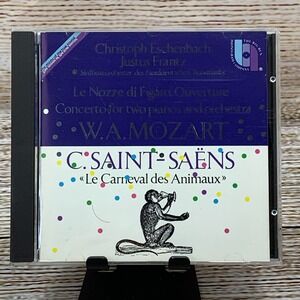 Christoph Eschenbach
Justus Frantz
Le Nozze di Figaro, Ouverture
Concerto for two pianos and orchestra
W.A. MOZART
C. SAINT-SAËNS
«Le Carneval des Animaux»